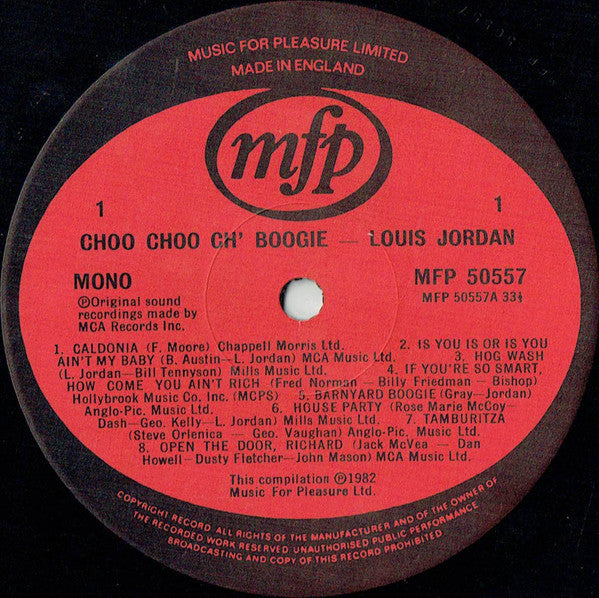 MUSIC FOR PLEASURE LIMITED
MADE IN ENGLAND
mfp
1 1
CHOO CHOO CH' BOOGIE — LOUIS JORDAN
MONO MFP 50557
MFP 50557A 33⅓
ⓅOriginal sound
recordings made by
MCA Records Inc.
1. CALDONIA (F. Moore) Chappell Morris Ltd. 2. IS YOU IS OR IS YOU
AIN'T MY BABY (B. Austin—L. Jordan) MCA Music Ltd. 3. HOG WASH
(L. Jordan—Bill Tennyson) Mills Music Ltd. 4. IF YOU'RE SO SMART,
HOW COME YOU AIN'T RICH (Fred Norman — Billy Friedman — Bishop)
Hollybrook Music Co. Inc. (MCPS) 5. BARNYARD BOOGIE (Gray—Jordan)
Anglo-Pic. Music Ltd. 6. HOUSE PARTY (Rose Marie McCoy—
Dash—Geo. Kelly—L. Jordan) Mills Music Ltd. 7. TAMBURITZA
(Steve Orlenica — Geo. Vaughan) Anglo-Pic. Music Ltd.
8. OPEN THE DOOR, RICHARD (Jack McVea — Dan
Howell—Dusty Fletcher—John Mason) MCA Music Ltd.
This compilation Ⓟ1982
Music For Pleasure Ltd.
COPYRIGHT RECORD ALL RIGHTS OF THE MANUFACTURER AND OF THE OWNER OF
THE RECORDED WORK RESERVED UNAUTHORISED PUBLIC PERFORMANCE
BROADCASTING AND COPY OF THIS RECORD PROHIBITED